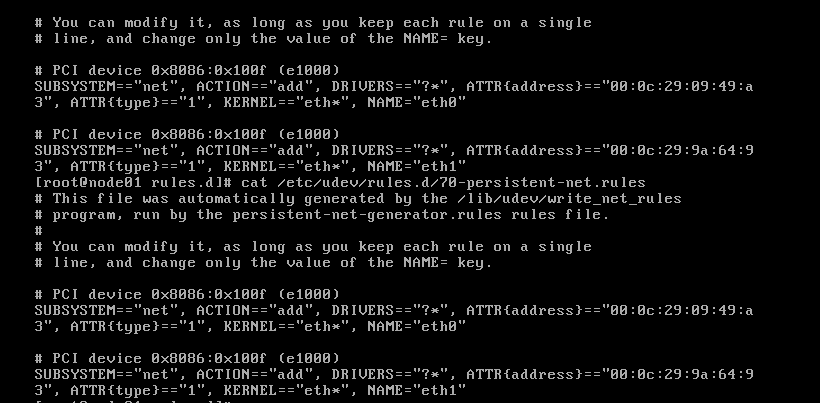 # You can modify it, as long as you keep each rule on a single
# line, and change only the value of the NAME= key.
# PCI device 0x8086:0x100f (e1000)
SUBSYSTEM=="net", ACTION=="add", DRIVERS=="?*", ATTR{address}=="00:0c:29:09:49:a
3", ATTR{type}=="1", KERNEL=="eth*", NAME="eth0"
# PCI device 0x8086:0x100f (e1000)
SUBSYSTEM=="net", ACTION=="add", DRIVERS=="?*", ATTR{address}=="00:0c:29:9a:64:9
3", ATTR{type}=="1", KERNEL=="eth*", NAME="eth1"
[root@node01 rules.d]# cat /etc/udev/rules.d/70-persistent-net.rules
# This file was automatically generated by the /lib/udev/write_net_rules
# program, run by the persistent-net-generator.rules rules file.
#
# You can modify it, as long as you keep each rule on a single
# line, and change only the value of the NAME= key.
# PCI device 0x8086:0x100f (e1000)
SUBSYSTEM=="net", ACTION=="add", DRIVERS=="?*", ATTR{address}=="00:0c:29:09:49:a
3", ATTR{type}=="1", KERNEL=="eth*", NAME="eth0"
# PCI device 0x8086:0x100f (e1000)
SUBSYSTEM=="net", ACTION=="add", DRIVERS=="?*", ATTR{address}=="00:0c:29:9a:64:9
3", ATTR{type}=="1", KERNEL=="eth*", NAME="eth1"